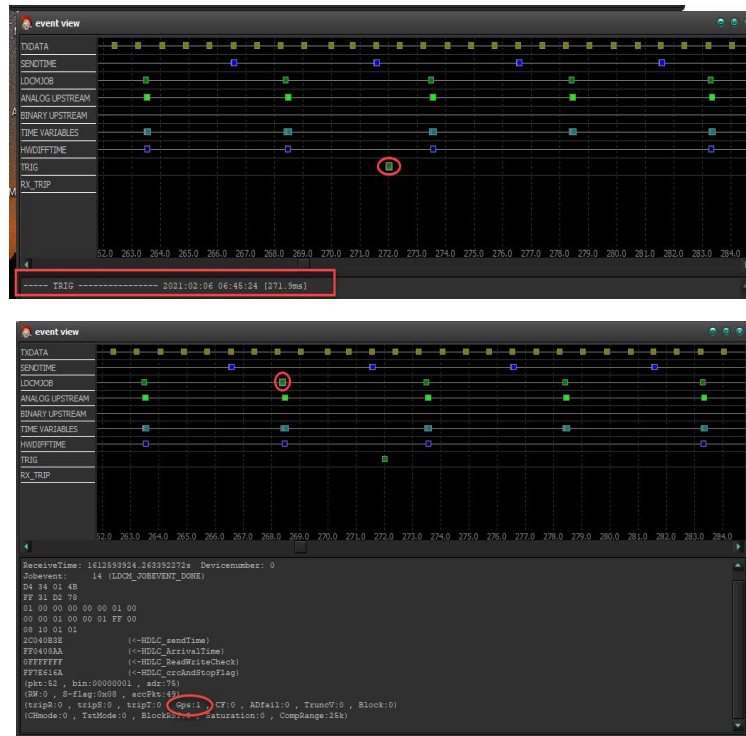 event view
TXDATA
SENDTIME
LDCMJOB
ANALOG UPSTREAM
BINARY UPSTREAM
TIME VARIABLES
HWDIFFTIME
TRIG
RX_TRIP
52.0 263.0 264.0 265.0 266.0 267.0 268.0 269.0 270.0 271.0 272.0 273.0 274.0 275.0 276.0 277.0 278.0 279.0 280.0 281.0 282.0 283.0 284.0
----- TRIG ---------------- 2021:02:06 06:45:24 [271.9ms]
event view
TXDATA
SENDTIME
LDCMJOB
ANALOG UPSTREAM
BINARY UPSTREAM
TIME VARIABLES
HWDIFFTIME
TRIG
RX_TRIP
52.0 263.0 264.0 265.0 266.0 267.0 268.0 269.0 270.0 271.0 272.0 273.0 274.0 275.0 276.0 277.0 278.0 279.0 280.0 281.0 282.0 283.0 284.0
ReceiveTime: 1612593924.263392272s Devicenumber: 0
Jobevent: 14 (LDCM_JOBEVENT_DONE)
D4 34 01 4B
FF 31 D2 78
01 00 00 00 00 00 01 00
00 00 01 00 00 01 FF 00
08 10 01 01
2C040B3E (<-HDLC_sendTime)
FF0408AA (<-HDLC_ArrivalTime)
0FFFFFFF (<-HDLC_ReadWriteCheck)
FF7E616A (<-HDLC_crcAndStopFlag)
(pkt:52 , bin:00000001 , adr:75)
(RW:0 , S-flag:0x08 , accPkt:49)
(tripR:0 , tripS:0 , tripT:0 , Gps:1 , CF:0 , ADfail:0 , TruncV:0 , Block:0)
(CHmode:0 , TstMode:0 , BlockRST:0 , Saturation:0 , CompRange:25k)